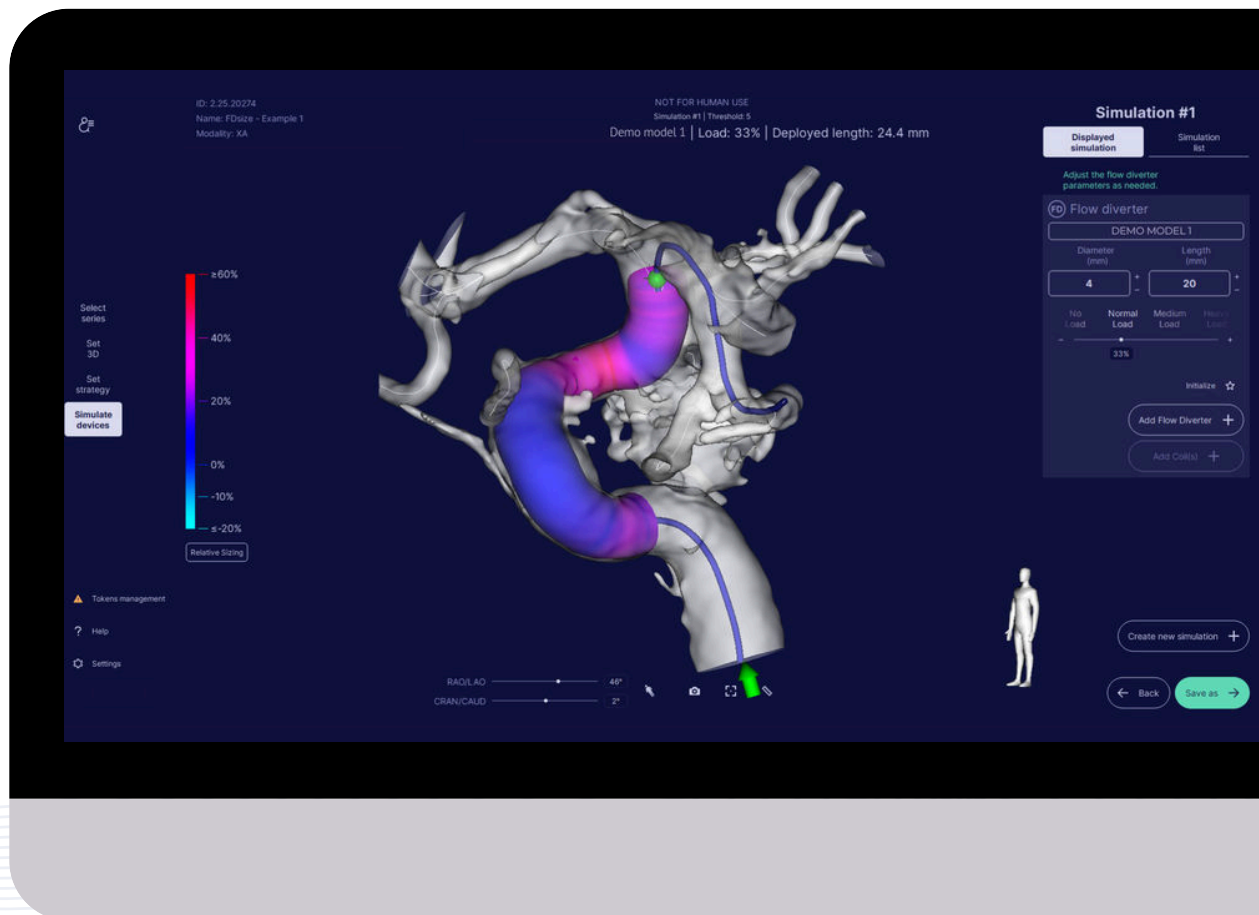 ID: 2.25.20274
Name: FDsize - Example 1
Modality: XA
NOT FOR HUMAN USE
Simulation #1 | Threshold: 5
Demo model 1 | Load: 33% | Deployed length: 24.4 mm
Select
series
Set
3D
Set
strategy
Simulate
devices
≥60%
40%
20%
0%
-10%
≤-20%
Relative Sizing
Tokens management
Help
Settings
RAO/LAO 46°
CRAN/CAUD 2°
Simulation #1
Displayed
simulation
Simulation
list
Adjust the flow diverter
parameters as needed.
FD Flow diverter
DEMO MODEL 1
Diameter
(mm)
Length
(mm)
4 + -
20 + -
No
Load
Normal
Load
Medium
Load
Heavy
Load
- +
33%
Initialize
Add Flow Diverter +
Add Coil(s) +
Create new simulation +
← Back
Save as →